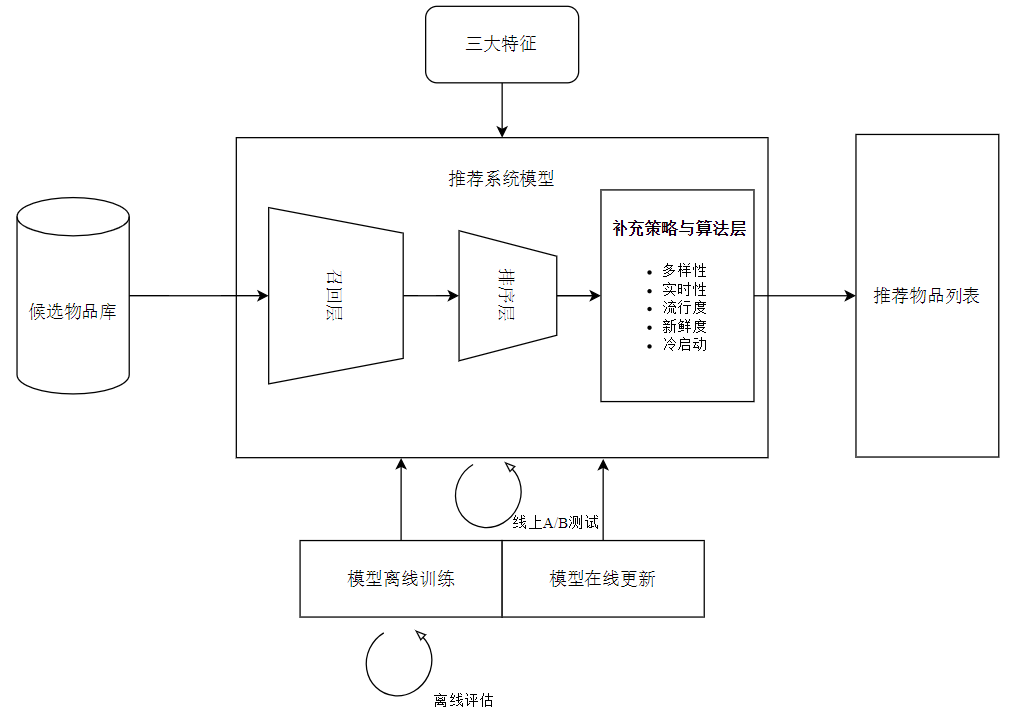 三大特征
推荐系统模型
候选物品库
召回层
排序层
补充策略与算法层
多样性
实时性
流行度
新鲜度
冷启动
推荐物品列表
线上A/B测试
模型离线训练
模型在线更新
离线评估